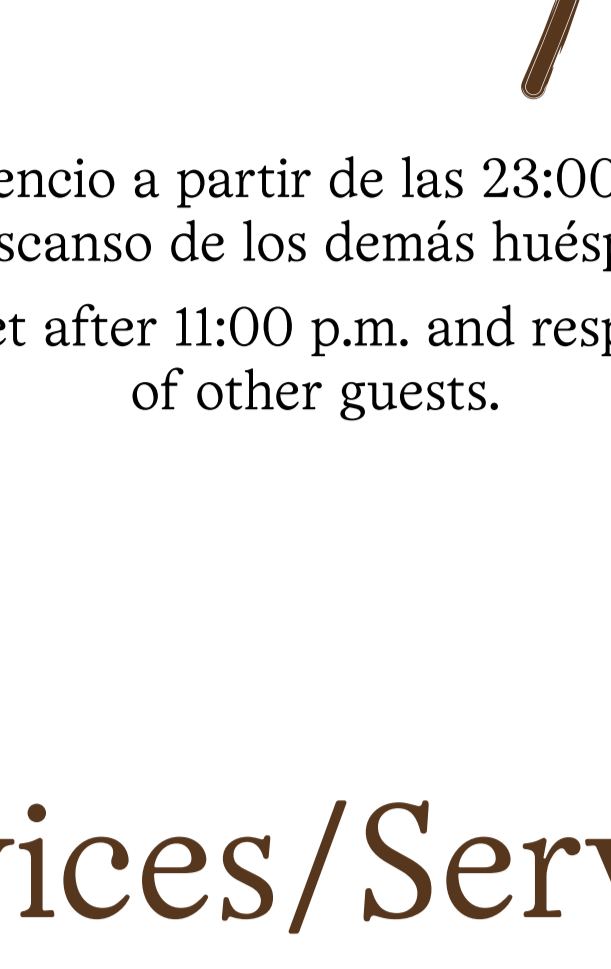 encio a partir de las 23:00
scanso de los demás huésp
et after 11:00 p.m. and resp
of other guests.
vices/Serv